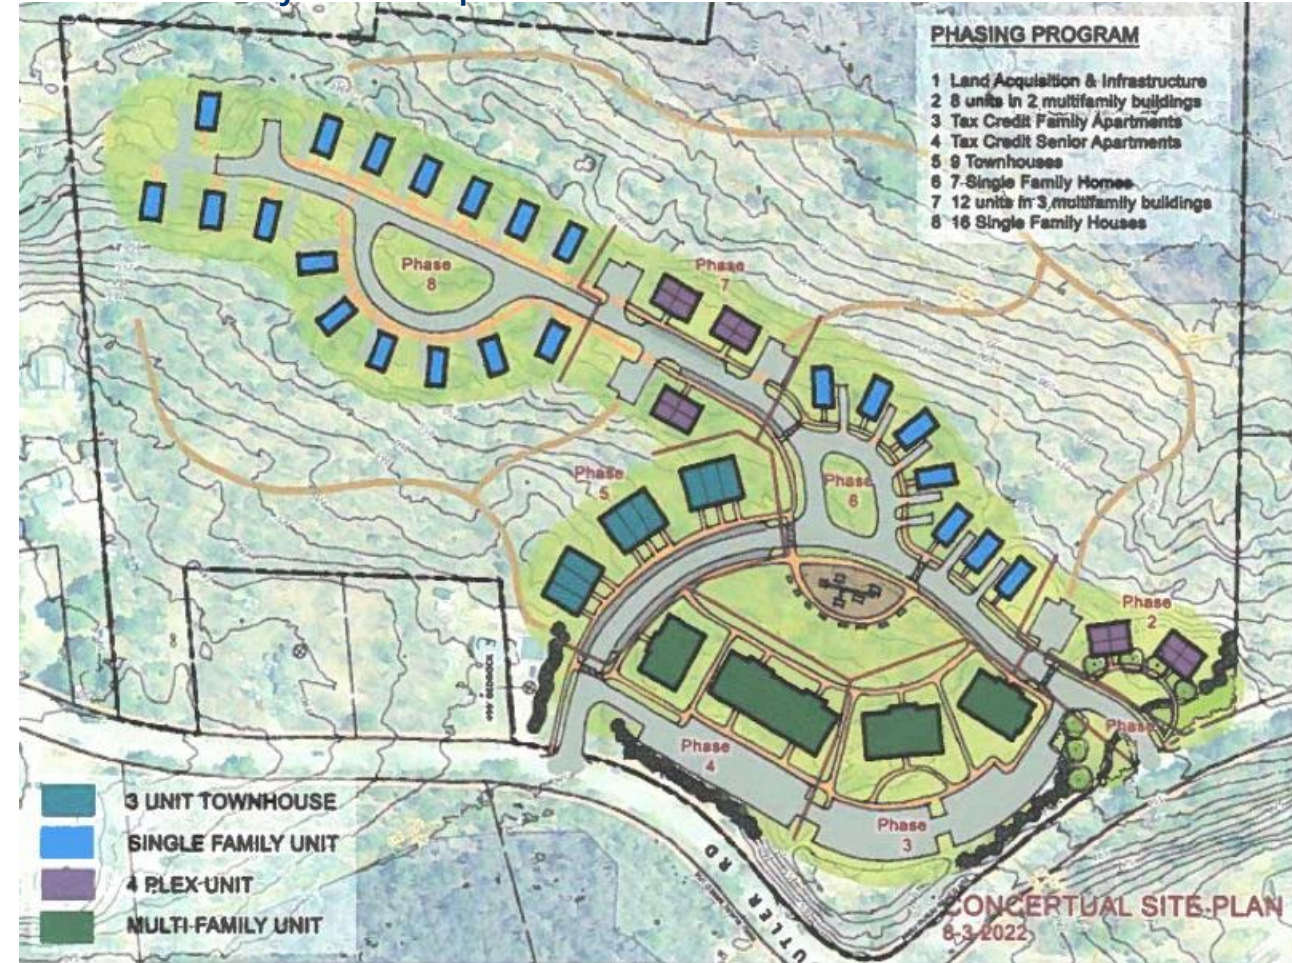 PHASING PROGRAM
1 Land Acquisition & Infrastructure
2 8 units in 2 multifamily buildings
3 Tax Credit Family Apartments
4 Tax Credit Senior Apartments
5 9 Townhouses
6 7 Single Family Homes
7 12 units in 3 multifamily buildings
8 16 Single Family Houses
Phase
8
Phase
7
Phase
5
Phase
6
Phase
2
Phase
Phase
4
Phase
3
3 UNIT TOWNHOUSE
SINGLE FAMILY UNIT
4 PLEX UNIT
MULTI-FAMILY UNIT
UTLER RD
CONCERTUAL SITE PLAN
8-3-2022